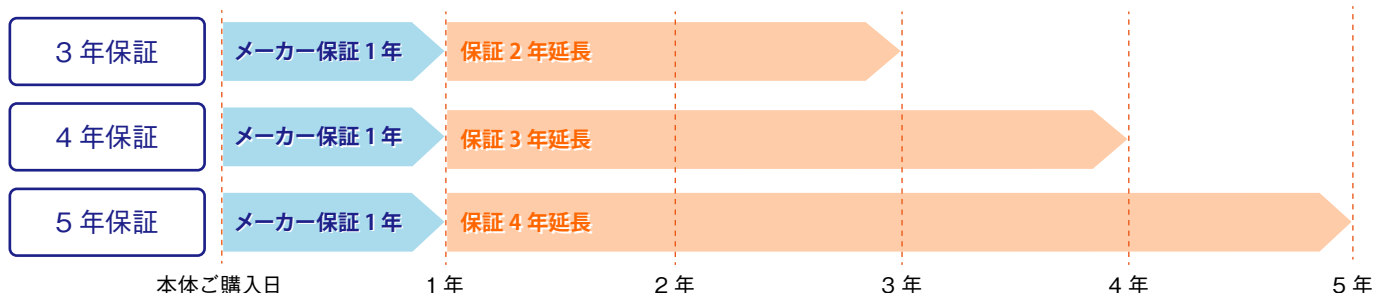 3年保証
メーカー保証1年
保証2年延長
4年保証
メーカー保証1年
保証3年延長
5年保証
メーカー保証1年
保証4年延長
本体ご購入日
1年
2年
3年
4年
5年